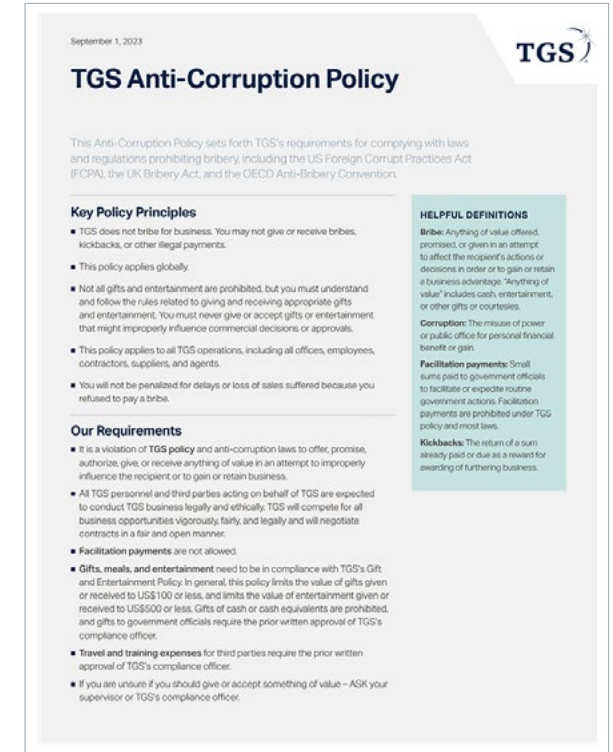 September 1, 2023
TGS
TGS Anti-Corruption Policy
This Anti-Corruption Policy sets forth TGS's requirements for complying with laws
and regulations prohibiting bribery, including the US Foreign Corrupt Practices Act
(FCPA), the UK Bribery Act, and the OECD Anti-Bribery Convention.
Key Policy Principles
▪ TGS does not bribe for business. You may not give or receive bribes,
kickbacks, or other illegal payments.
▪ This policy applies globally.
▪ Not all gifts and entertainment are prohibited, but you must understand
and follow the rules related to giving and receiving appropriate gifts
and entertainment. You must never give or accept gifts or entertainment
that might improperly influence commercial decisions or approvals.
▪ This policy applies to all TGS operations, including all offices, employees,
contractors, suppliers, and agents.
▪ You will not be penalized for delays or loss of sales suffered because you
refused to pay a bribe.
Our Requirements
▪ It is a violation of TGS policy and anti-corruption laws to offer, promise,
authorize, give, or receive anything of value in an attempt to improperly
influence the recipient or to gain or retain business.
▪ All TGS personnel and third parties acting on behalf of TGS are expected
to conduct TGS business legally and ethically. TGS will compete for all
business opportunities vigorously, fairly, and legally and will negotiate
contracts in a fair and open manner.
▪ Facilitation payments are not allowed.
▪ Gifts, meals, and entertainment need to be in compliance with TGS's Gift
and Entertainment Policy. In general, this policy limits the value of gifts given
or received to US$100 or less, and limits the value of entertainment given or
received to US$500 or less. Gifts of cash or cash equivalents are prohibited,
and gifts to government officials require the prior written approval of TGS's
compliance officer.
▪ Travel and training expenses for third parties require the prior written
approval of TGS's compliance officer.
▪ If you are unsure if you should give or accept something of value – ASK your
supervisor or TGS's compliance officer.
HELPFUL DEFINITIONS
Bribe: Anything of value offered,
promised, or given in an attempt
to affect the recipient's actions or
decisions in order to or to gain or retain
a business advantage. "Anything of
value" includes cash, entertainment,
or other gifts or courtesies.
Corruption: The misuse of power
or public office for personal financial
benefit or gain.
Facilitation payments: Small
sums paid to government officials
to facilitate or expedite routine
government actions. Facilitation
payments are prohibited under TGS
policy and most laws.
Kickbacks: The return of a sum
already paid or due as a reward for
awarding of furthering business.